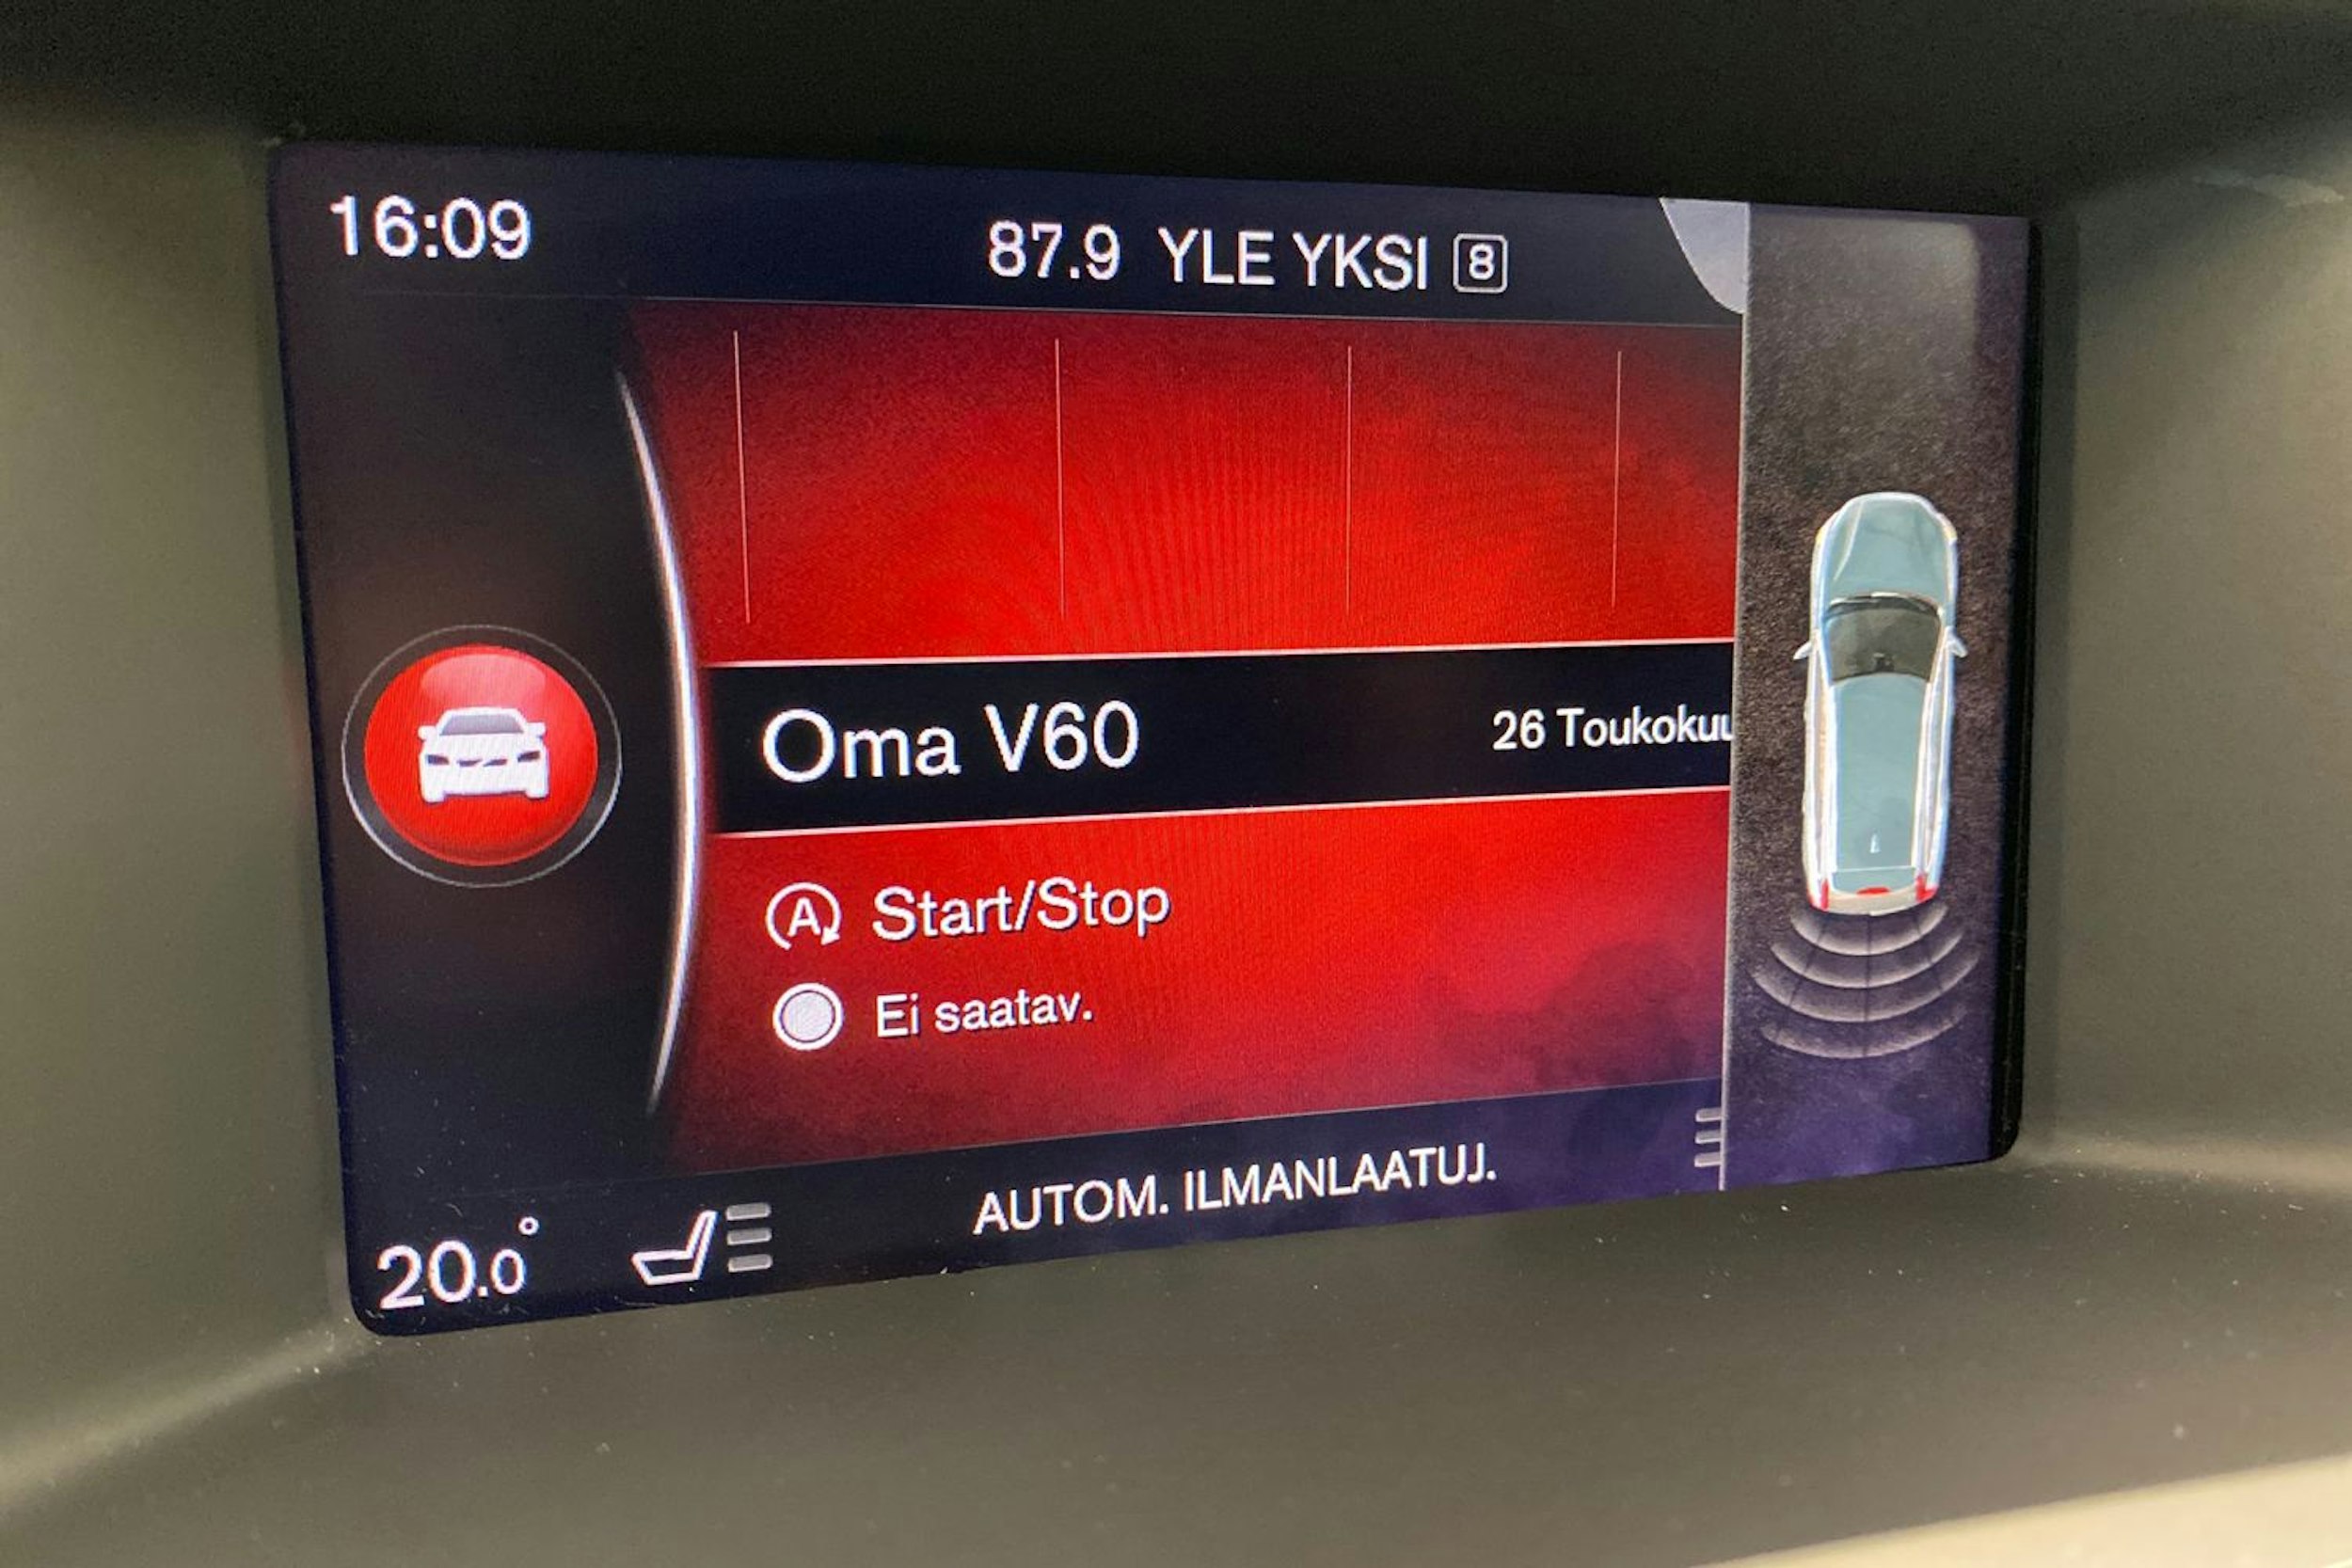 16:09
87.9 YLE YKSI 8
Oma V60
26 Toukokuu
A Start/Stop
Ei saatav.
AUTOM. ILMANLAATUJ.
20.0°